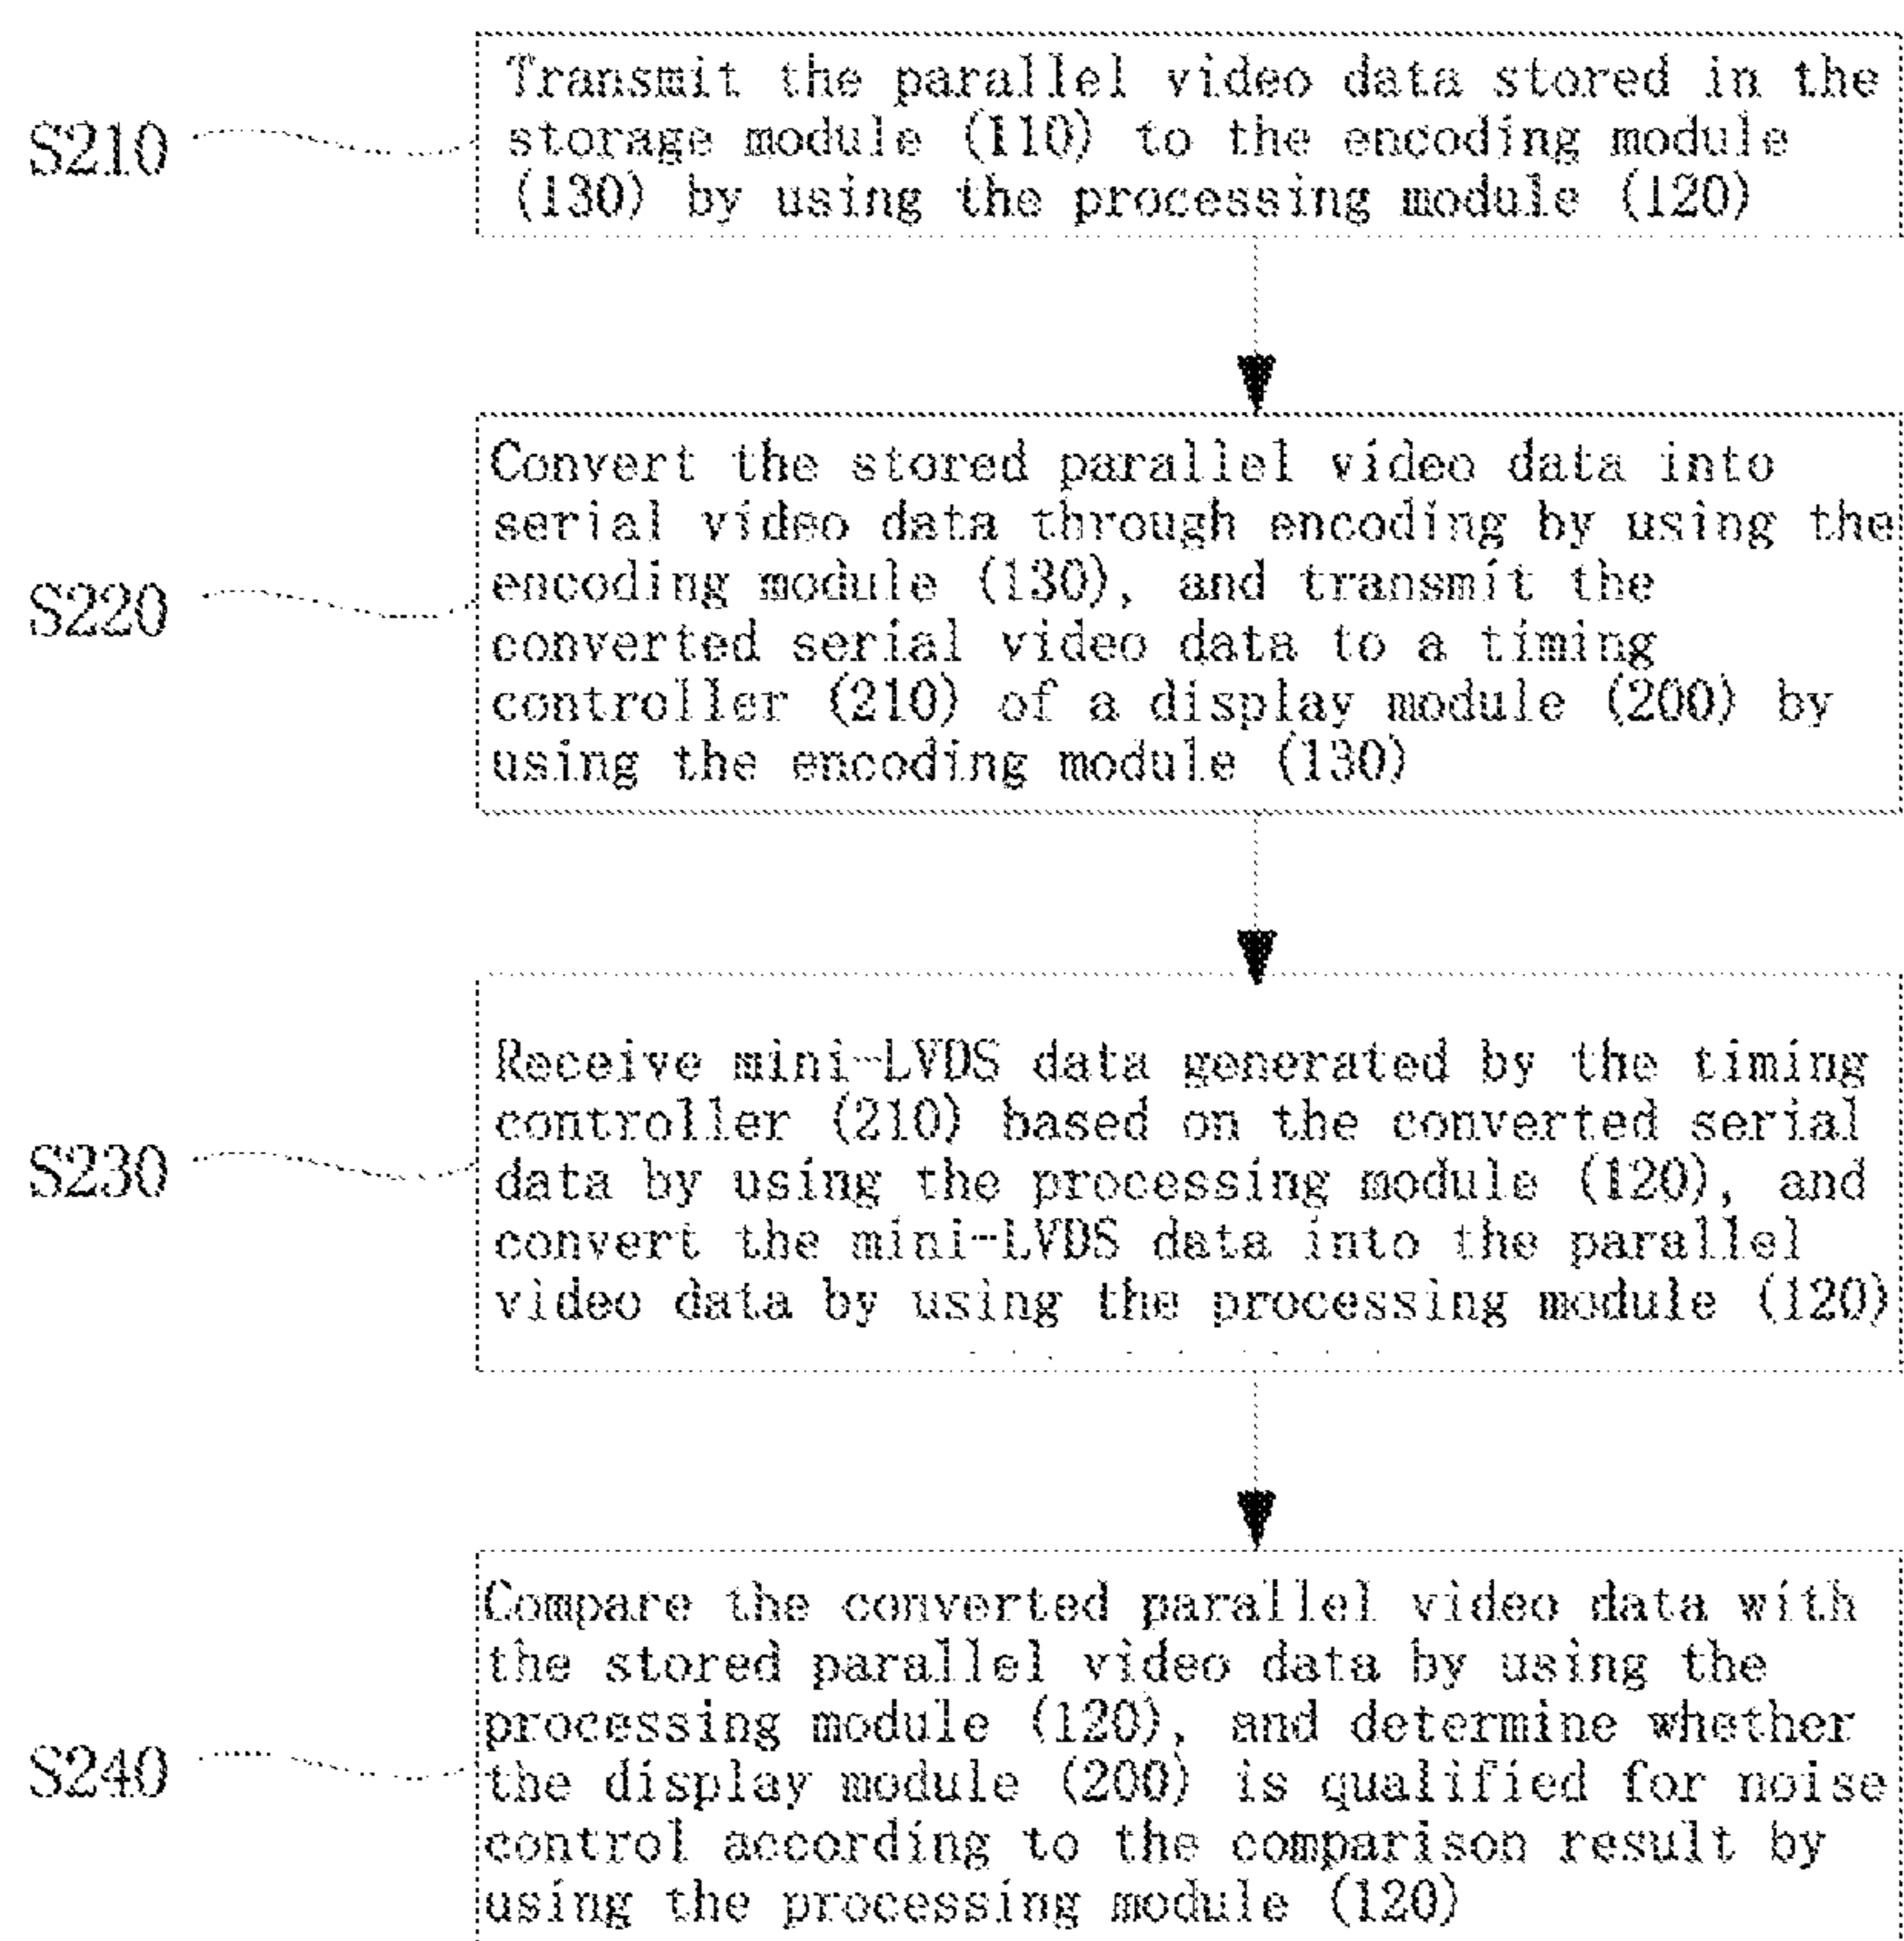 S210
Transmit the parallel video data stored in the
storage module (110) to the encoding module
(130) by using the processing module (120)
S220
Convert the stored parallel video data into
serial video data through encoding by using the
encoding module (130), and transmit the
converted serial video data to a timing
controller (210) of a display module (200) by
using the encoding module (130)
S230
Receive mini-LVDS data generated by the timing
controller (210) based on the converted serial
data by using the processing module (120), and
convert the mini-LVDS data into the parallel
video data by using the processing module (120)
S240
Compare the converted parallel video data with
the stored parallel video data by using the
processing module (120), and determine whether
the display module (200) is qualified for noise
control according to the comparison result by
using the processing module (120)